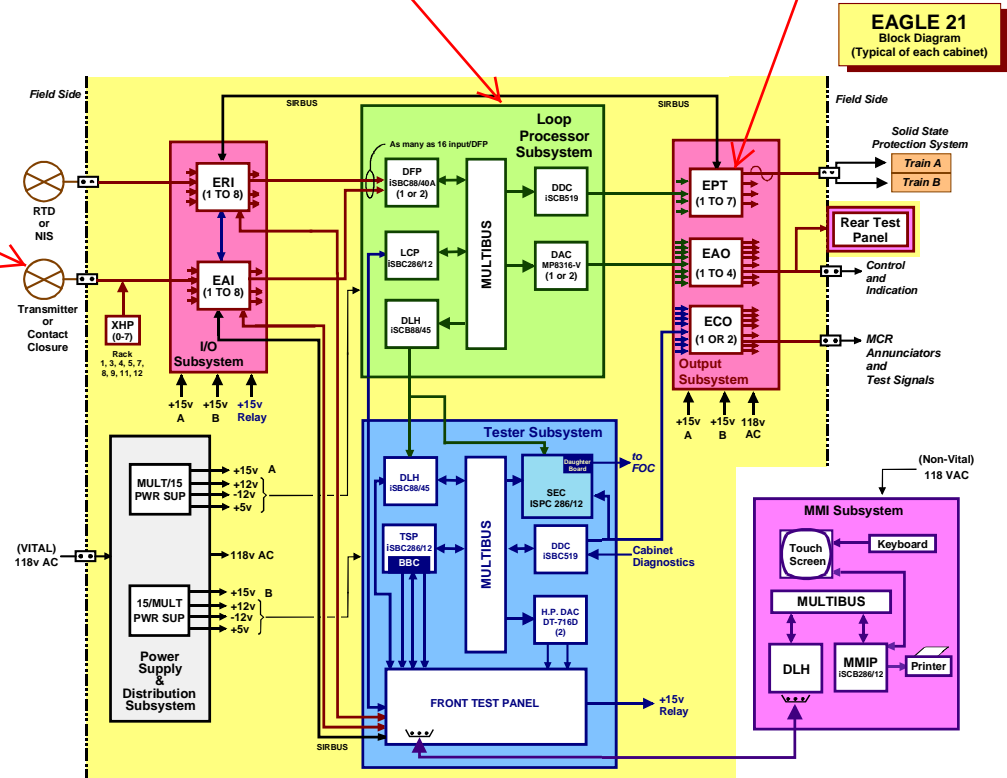 EAGLE 21
Block Diagram
(Typical of each cabinet)
Field Side
SIRBUS
SIRBUS
Field Side
Loop
Processor
Subsystem
As many as 16 input/DFP
Solid State
Protection System
Train A
Train B
RTD
or
NIS
ERI
(1 TO 8)
DFP
iSBC88/40A
(1 or 2)
MULTIBUS
DDC
iSCB519
EPT
(1 TO 7)
Rear Test
Panel
LCP
iSBC286/12
DAC
MP8316-V
(1 or 2)
EAO
(1 TO 4)
Control
and
Indication
Transmitter
or
Contact
Closure
EAI
(1 TO 8)
XHP
(0-7)
Rack
1, 3, 4, 5, 7,
8, 9, 11, 12
DLH
iSCB88/45
ECO
(1 OR 2)
MCR
Annunciators
and
Test Signals
I/O
Subsystem
Output
Subsystem
+15v
A
+15v
B
+15v
Relay
+15v
A
+15v
B
118v
AC
Tester Subsystem
MULT/15
PWR SUP
+15v A
+12v
-12v
+5v
DLH
iSBC88/45
MULTIBUS
Daughter
Board
SEC
ISPC 286/12
to
FOC
(Non-Vital)
118 VAC
MMI Subsystem
Touch
Screen
Keyboard
(VITAL)
118v AC
118v AC
TSP
iSBC286/12
BBC
DDC
iSBC519
Cabinet
Diagnostics
15/MULT
PWR SUP
+15v B
+12v
-12v
+5v
H.P. DAC
DT-716D
(2)
MULTIBUS
DLH
MMIP
iSCB286/12
Printer
Power
Supply
&
Distribution
Subsystem
FRONT TEST PANEL
+15v
Relay
SIRBUS